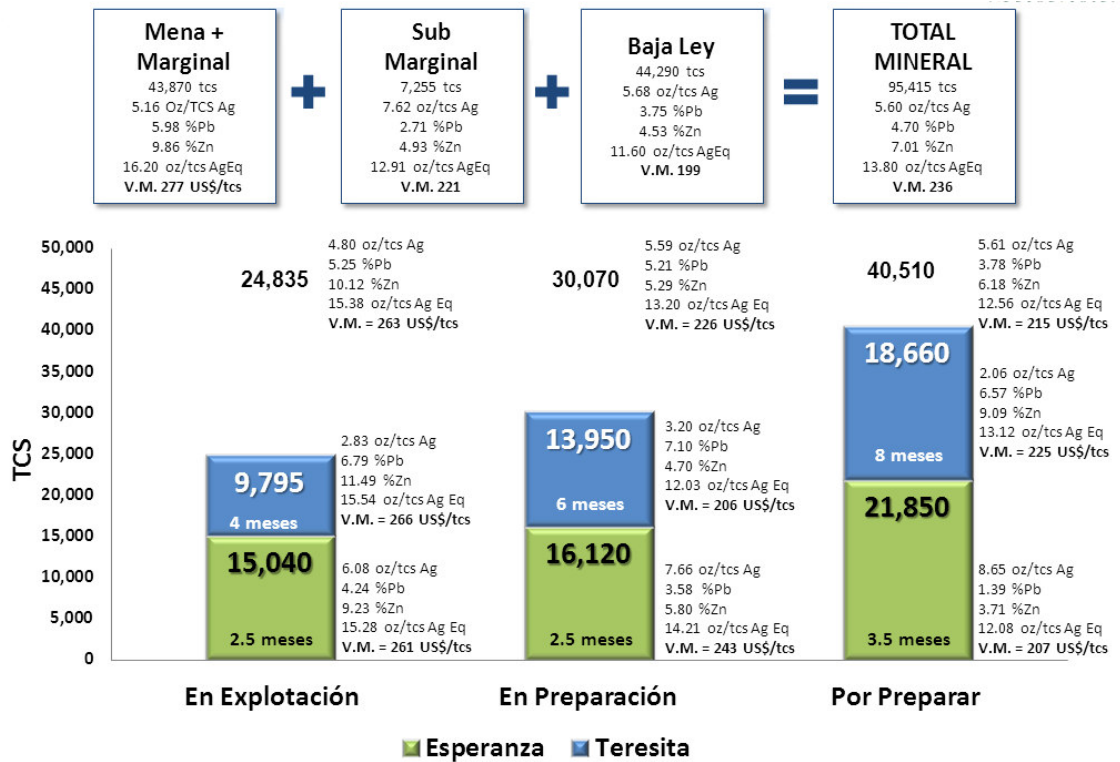 Mena +
Marginal
43,870 tcs
5.16 Oz/TCS Ag
5.98 %Pb
9.86 %Zn
16.20 oz/tcs AgEq
V.M. 277 US$/tcs
+
Sub
Marginal
7,255 tcs
7.62 oz/tcs Ag
2.71 %Pb
4.93 %Zn
12.91 oz/tcs AgEq
V.M. 221
+
Baja Ley
44,290 tcs
5.68 oz/tcs Ag
3.75 %Pb
4.53 %Zn
11.60 oz/tcs AgEq
V.M. 199
=
TOTAL
MINERAL
95,415 tcs
5.60 oz/tcs Ag
4.70 %Pb
7.01 %Zn
13.80 oz/tcs AgEq
V.M. 236
TCS
50,000
45,000
40,000
35,000
30,000
25,000
20,000
15,000
10,000
5,000
0
24,835
4.80 oz/tcs Ag
5.25 %Pb
10.12 %Zn
15.38 oz/tcs Ag Eq
V.M. = 263 US$/tcs
9,795
4 meses
2.83 oz/tcs Ag
6.79 %Pb
11.49 %Zn
15.54 oz/tcs Ag Eq
V.M. = 266 US$/tcs
15,040
2.5 meses
6.08 oz/tcs Ag
4.24 %Pb
9.23 %Zn
15.28 oz/tcs Ag Eq
V.M. = 261 US$/tcs
En Explotación
30,070
5.59 oz/tcs Ag
5.21 %Pb
5.29 %Zn
13.20 oz/tcs Ag Eq
V.M. = 226 US$/tcs
13,950
6 meses
3.20 oz/tcs Ag
7.10 %Pb
4.70 %Zn
12.03 oz/tcs Ag Eq
V.M. = 206 US$/tcs
16,120
2.5 meses
7.66 oz/tcs Ag
3.58 %Pb
5.80 %Zn
14.21 oz/tcs Ag Eq
V.M. = 243 US$/tcs
En Preparación
40,510
5.61 oz/tcs Ag
3.78 %Pb
6.18 %Zn
12.56 oz/tcs Ag Eq
V.M. = 215 US$/tcs
18,660
8 meses
2.06 oz/tcs Ag
6.57 %Pb
9.09 %Zn
13.12 oz/tcs Ag Eq
V.M. = 225 US$/tcs
21,850
3.5 meses
8.65 oz/tcs Ag
1.39 %Pb
3.71 %Zn
12.08 oz/tcs Ag Eq
V.M. = 207 US$/tcs
Por Preparar
Esperanza
Teresita